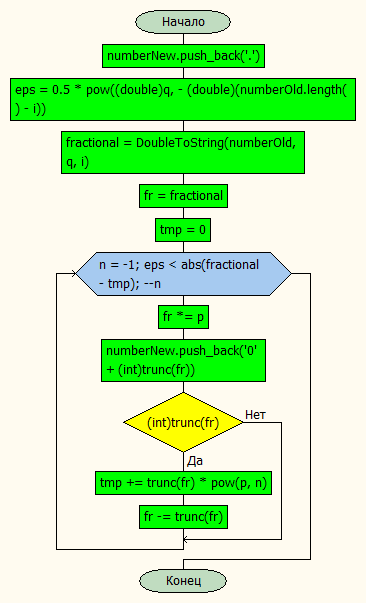 Начало
numberNew.push_back('.')
eps = 0.5 * pow((double)q, - (double)(numberOld.length(
) - i))
fractional = DoubleToString(numberOld,
q, i)
fr = fractional
tmp = 0
n = -1; eps < abs(fractional
- tmp); --n
fr *= p
numberNew.push_back('0'
+ (int)trunc(fr))
(int)trunc(fr)
Нет
Да
tmp += trunc(fr) * pow(p, n)
fr -= trunc(fr)
Конец